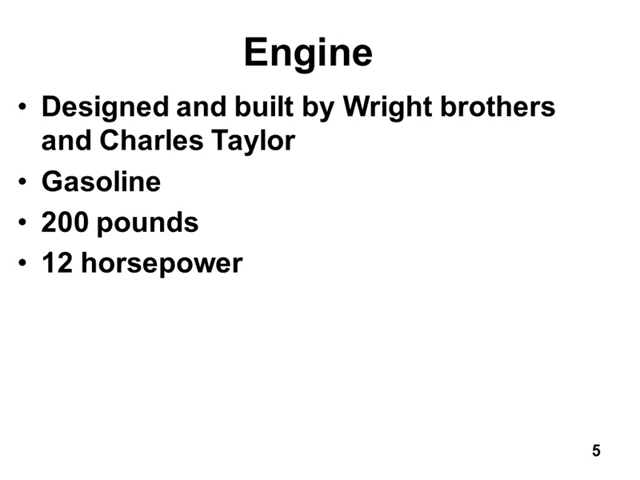 Engine
• Designed and built by Wright brothers
and Charles Taylor
• Gasoline
• 200 pounds
• 12 horsepower
5